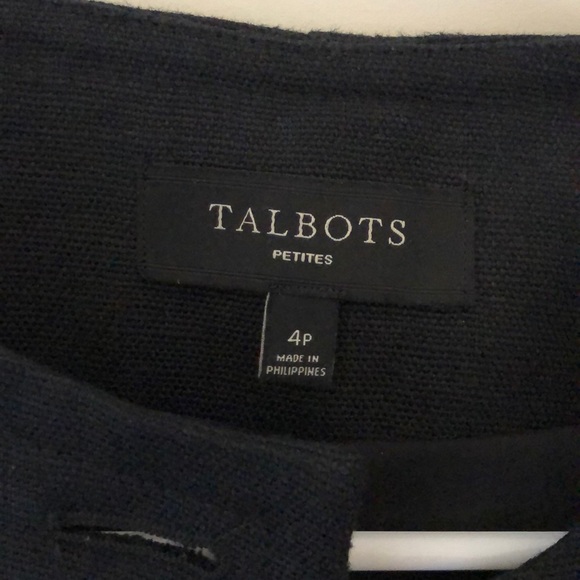 TALBOTS
PETITES
4P
MADE IN
PHILIPPINES